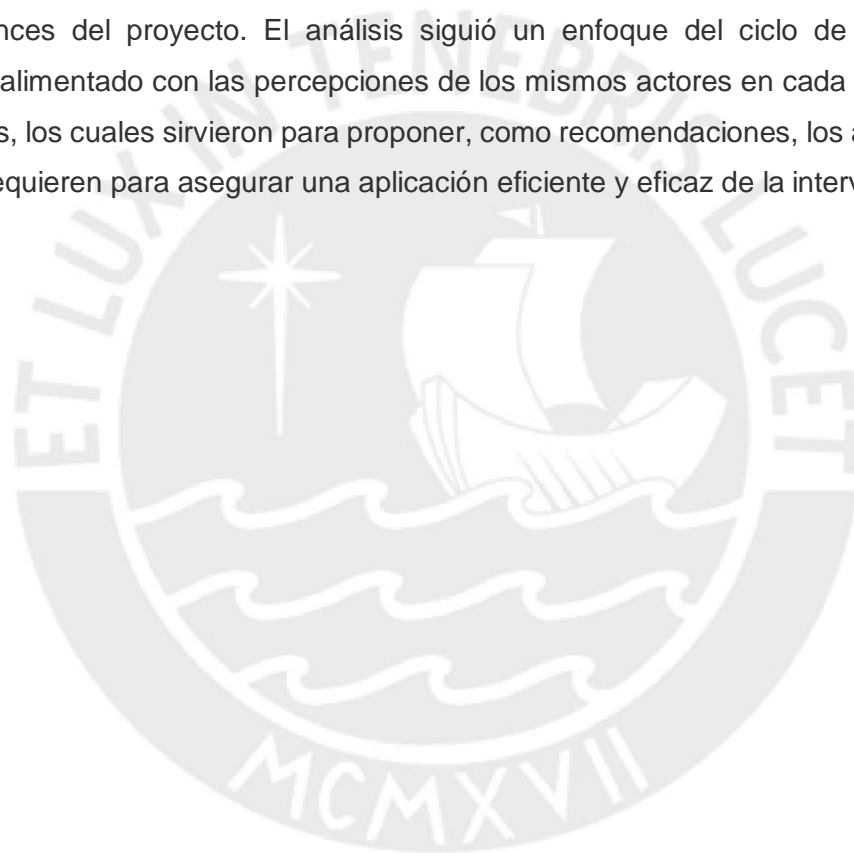 nces del proyecto. El análisis siguió un enfoque del ciclo de
alimentado con las percepciones de los mismos actores en cada
s, los cuales sirvieron para proponer, como recomendaciones, los a
equieren para asegurar una aplicación eficiente y eficaz de la interv
ET LUX IN TENEBRIS LUCET
MCMXVII